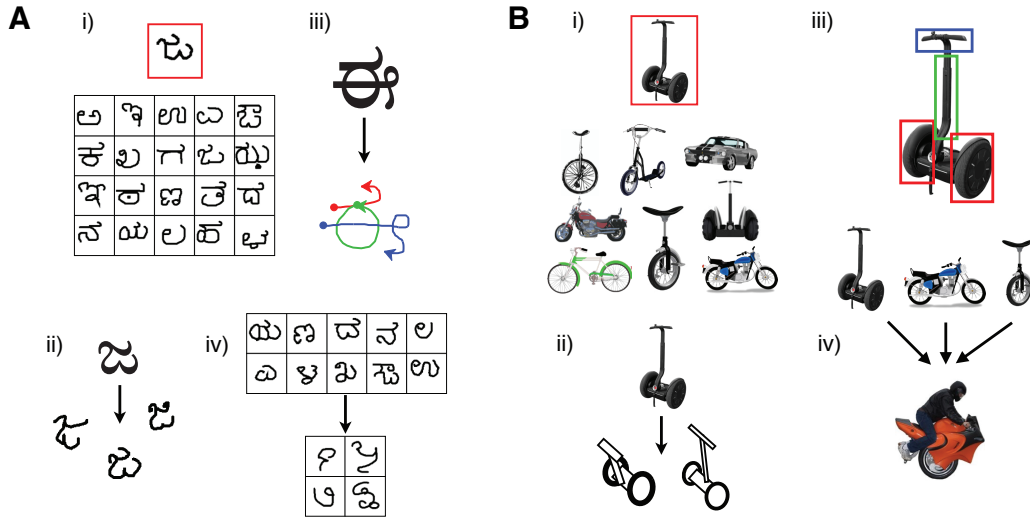 A
i)
ಜ
ಅ ಇ ಉ ಎ ಔ
ಕ ಖ ಗ ಜ ಝ
ಞ ಠ ಣ ತ ದ
ನ ಯ ಲ ಹ ಳ
ii)
ಜ
ಜ ಜ
ಜ
iii)
iv)
ಯ ಣ ದ ನ ಲ
ಎ ಳ ಖ ಔ ಉ
B
i)
ii)
iii)
iv)